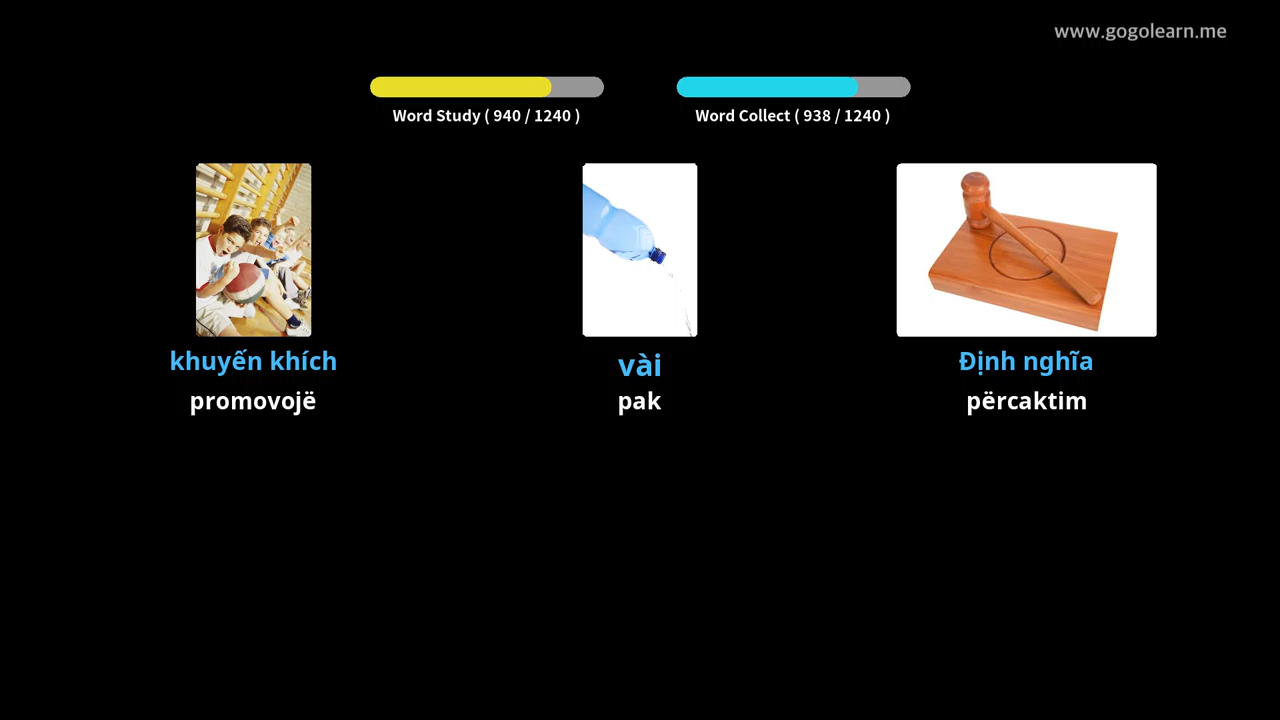 www.gogolearn.me
Word Study ( 940 / 1240 )
Word Collect ( 938 / 1240 )
khuyến khích
promovojë
vài
pak
Định nghĩa
përcaktim